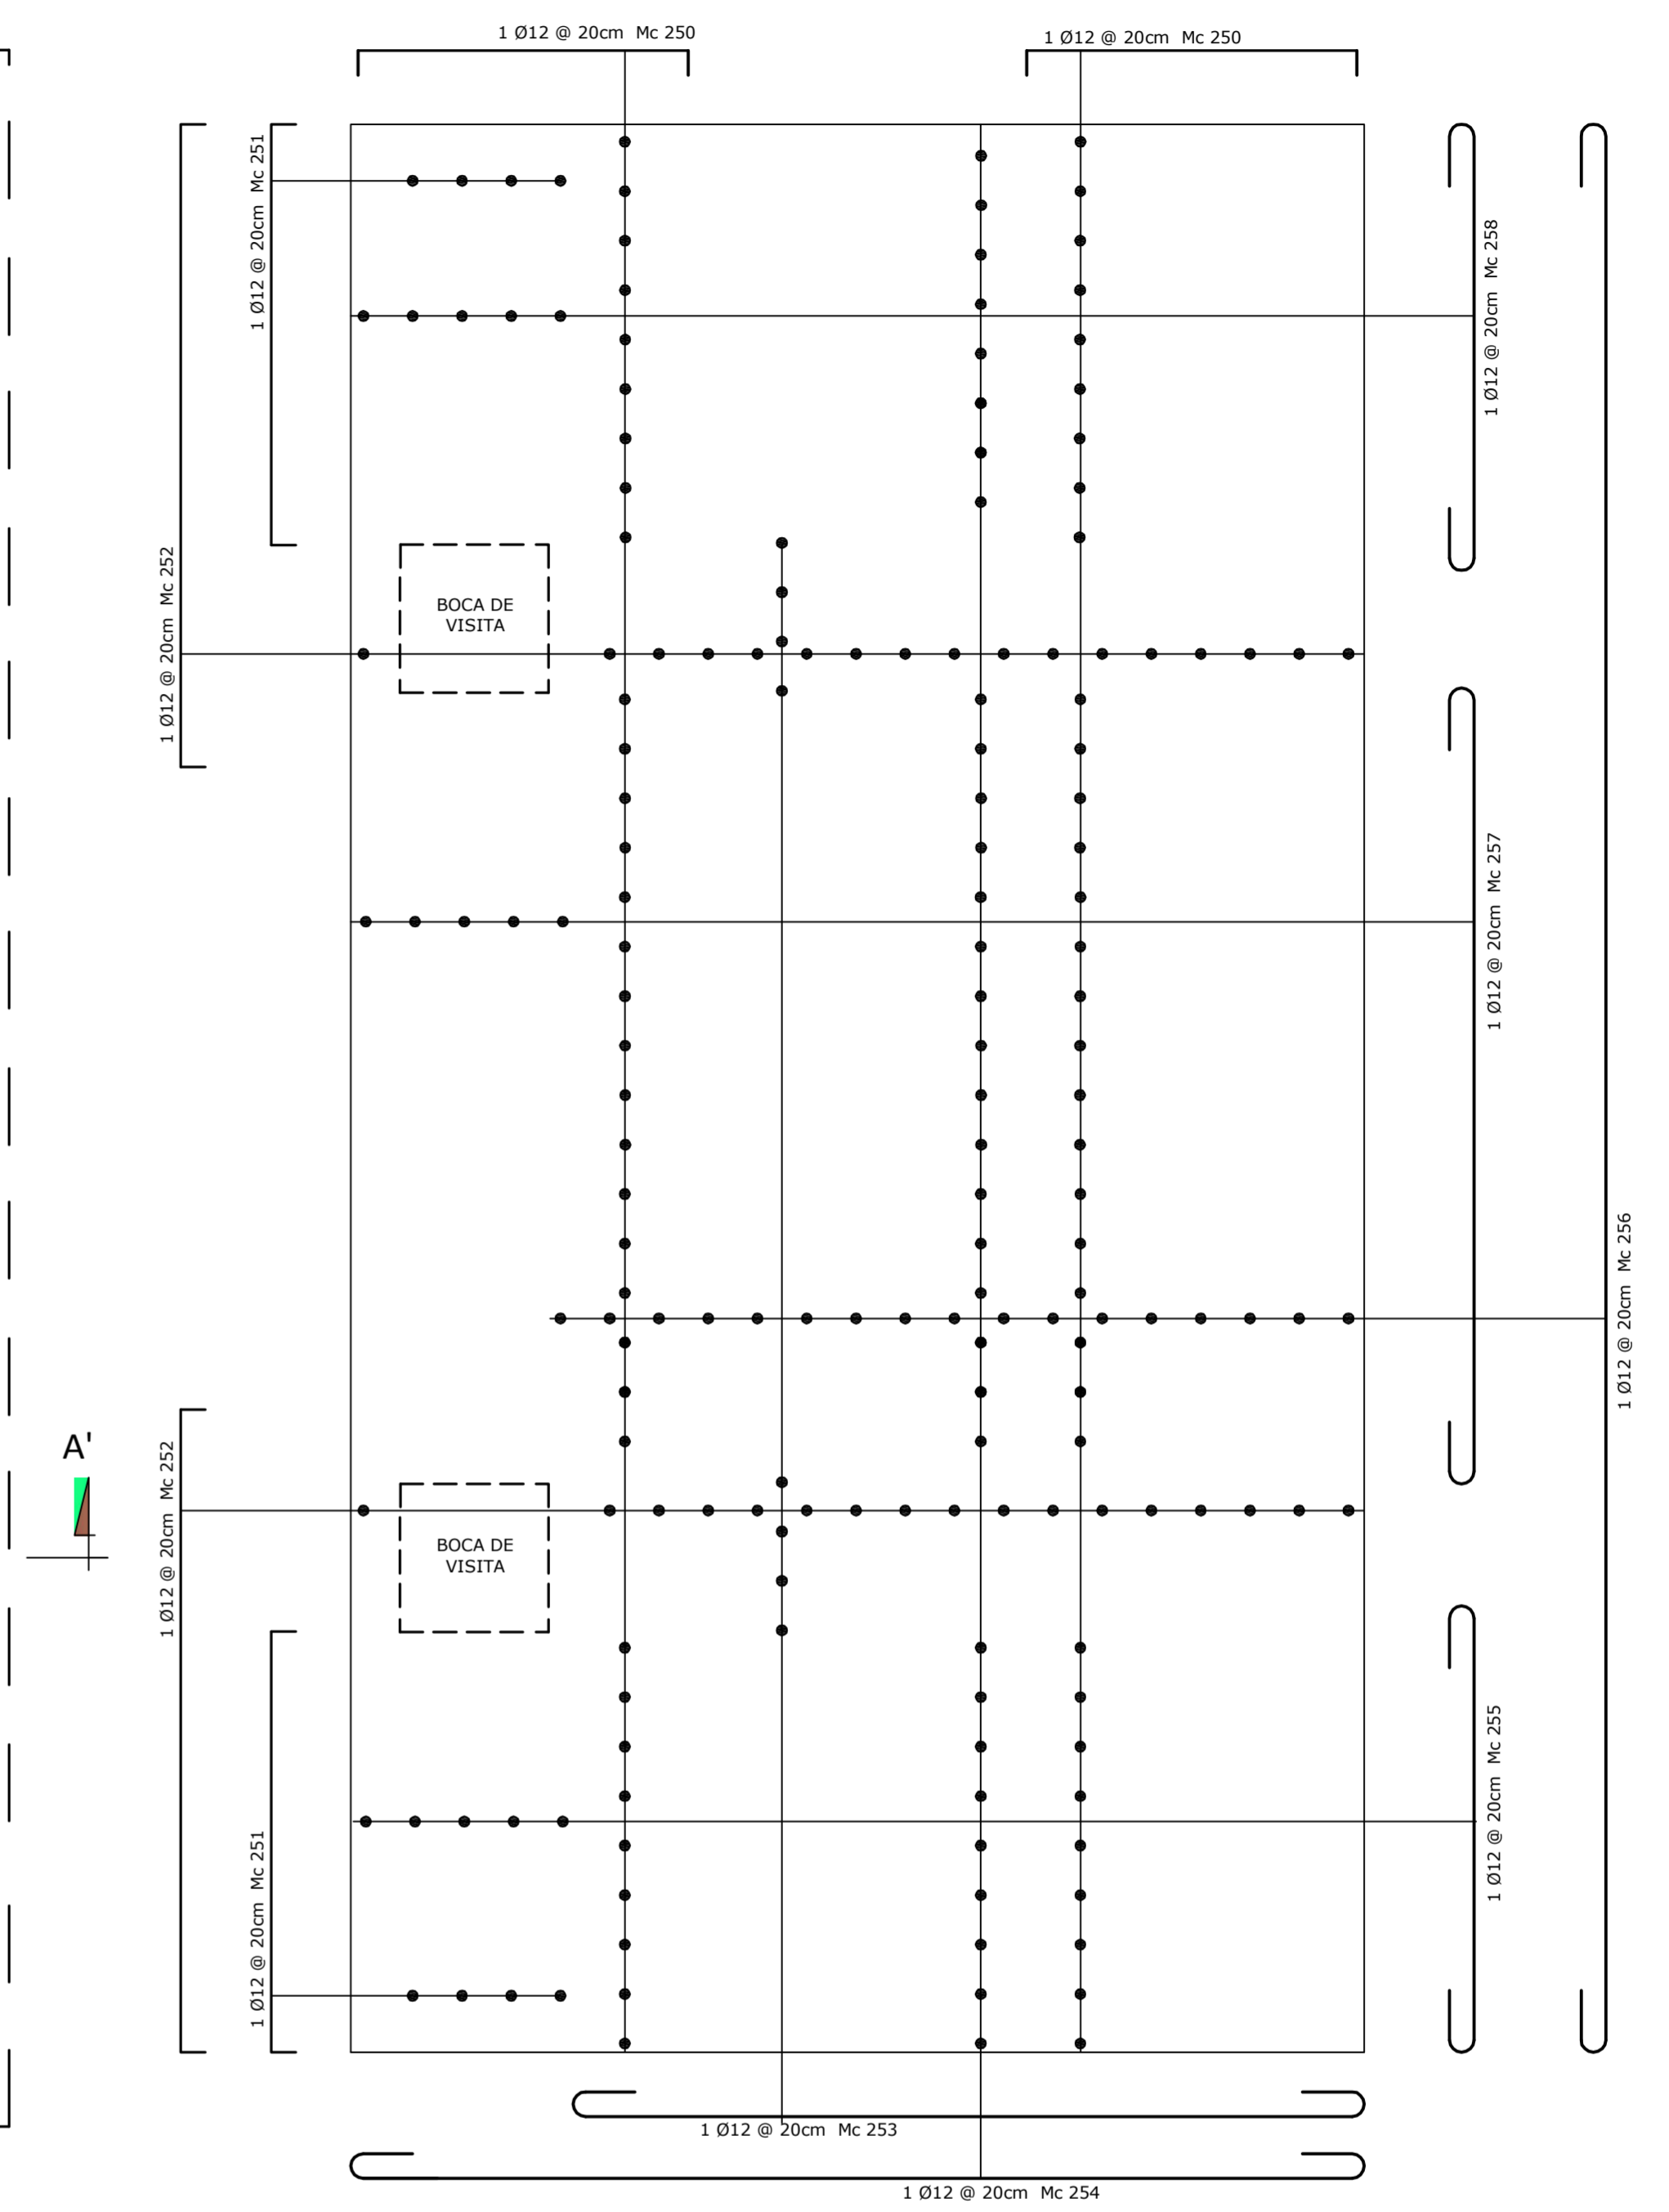 1 Ø12 @ 20cm  Mc 250
1 Ø12 @ 20cm  Mc 250
1 Ø12 @ 20cm  Mc 251
1 Ø12 @ 20cm  Mc 258
1 Ø12 @ 20cm  Mc 252
BOCA DE
VISITA
1 Ø12 @ 20cm  Mc 257
1 Ø12 @ 20cm  Mc 256
A'
1 Ø12 @ 20cm  Mc 252
BOCA DE
VISITA
1 Ø12 @ 20cm  Mc 255
1 Ø12 @ 20cm  Mc 251
1 Ø12 @ 20cm  Mc 253
1 Ø12 @ 20cm  Mc 254